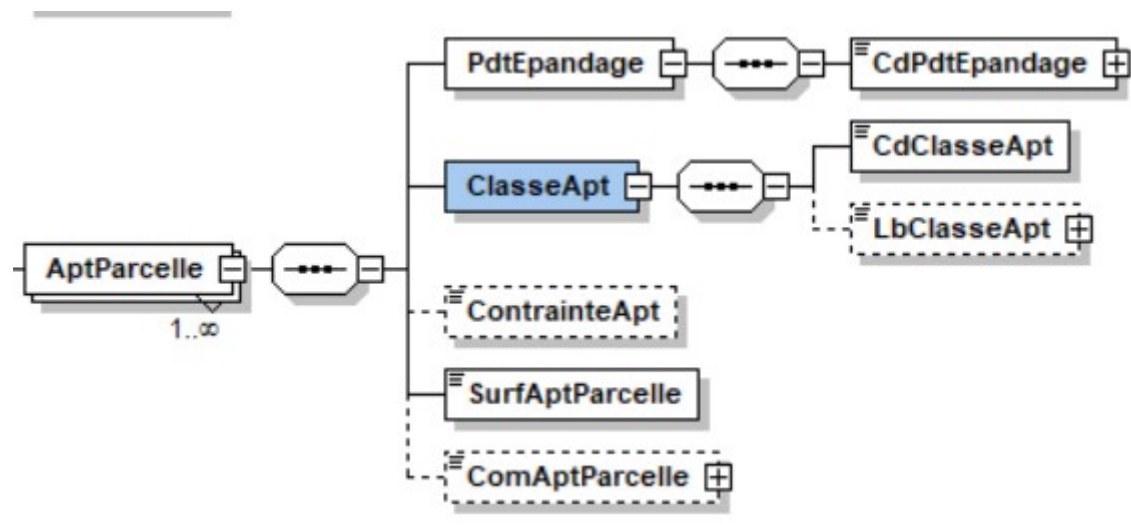 PdtEpandage
CdPdtEpandage
ClasseApt
CdClasseApt
LbClasseApt
AptParcelle
1..∞
ContrainteApt
SurfAptParcelle
ComAptParcelle